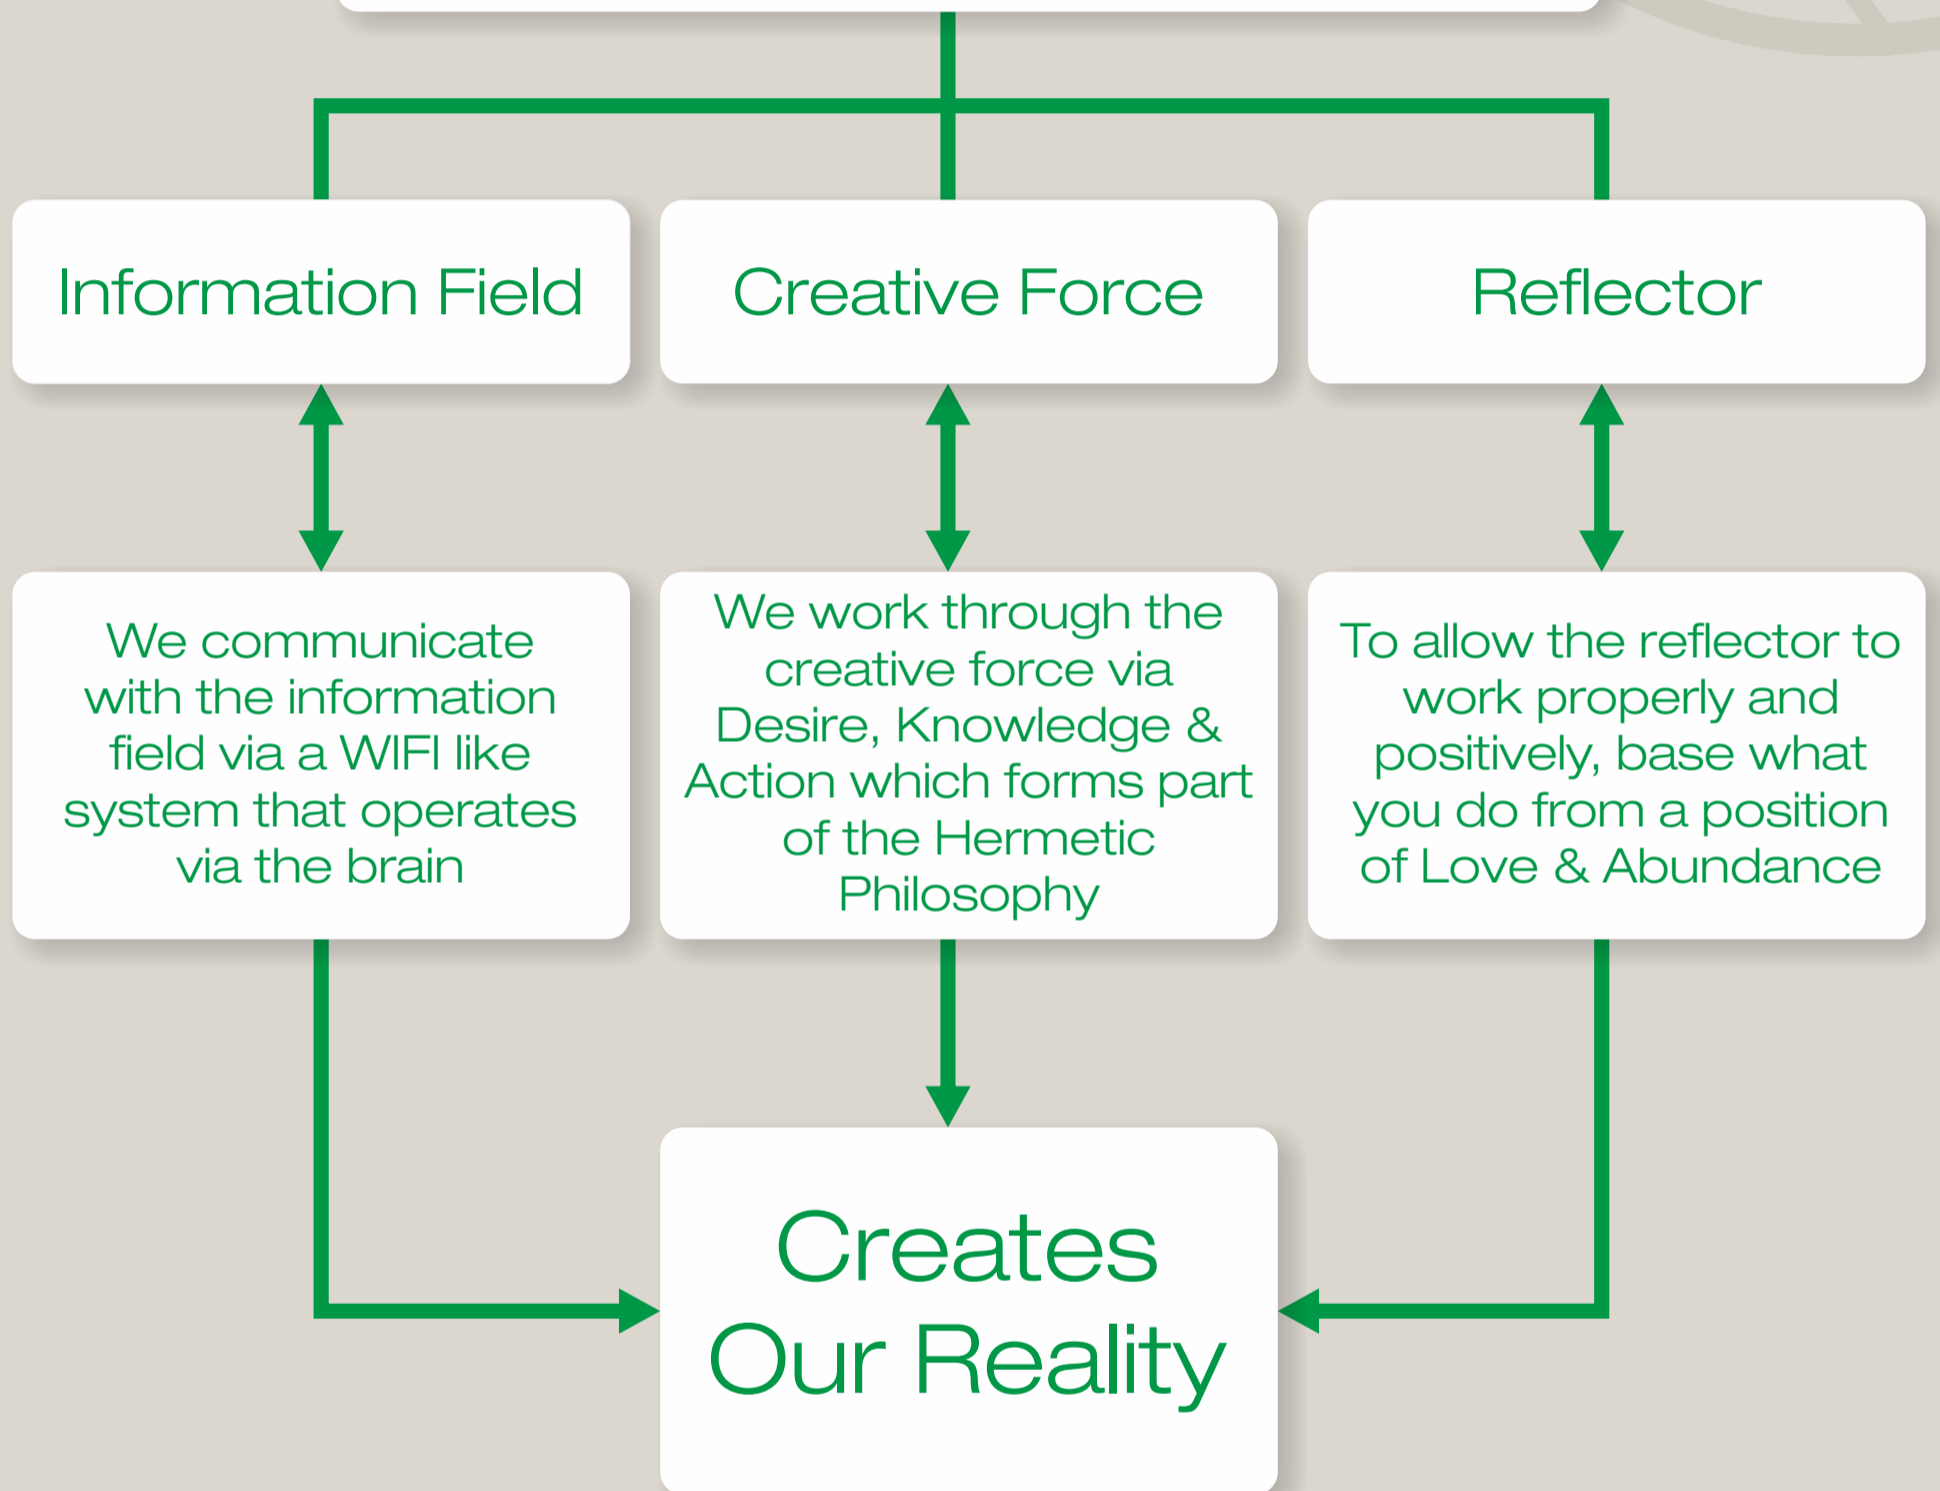 Information Field
Creative Force
Reflector
We communicate
with the information
field via a WIFI like
system that operates
via the brain
We work through the
creative force via
Desire, Knowledge &
Action which forms part
of the Hermetic
Philosophy
To allow the reflector to
work properly and
positively, base what
you do from a position
of Love & Abundance
Creates
Our Reality